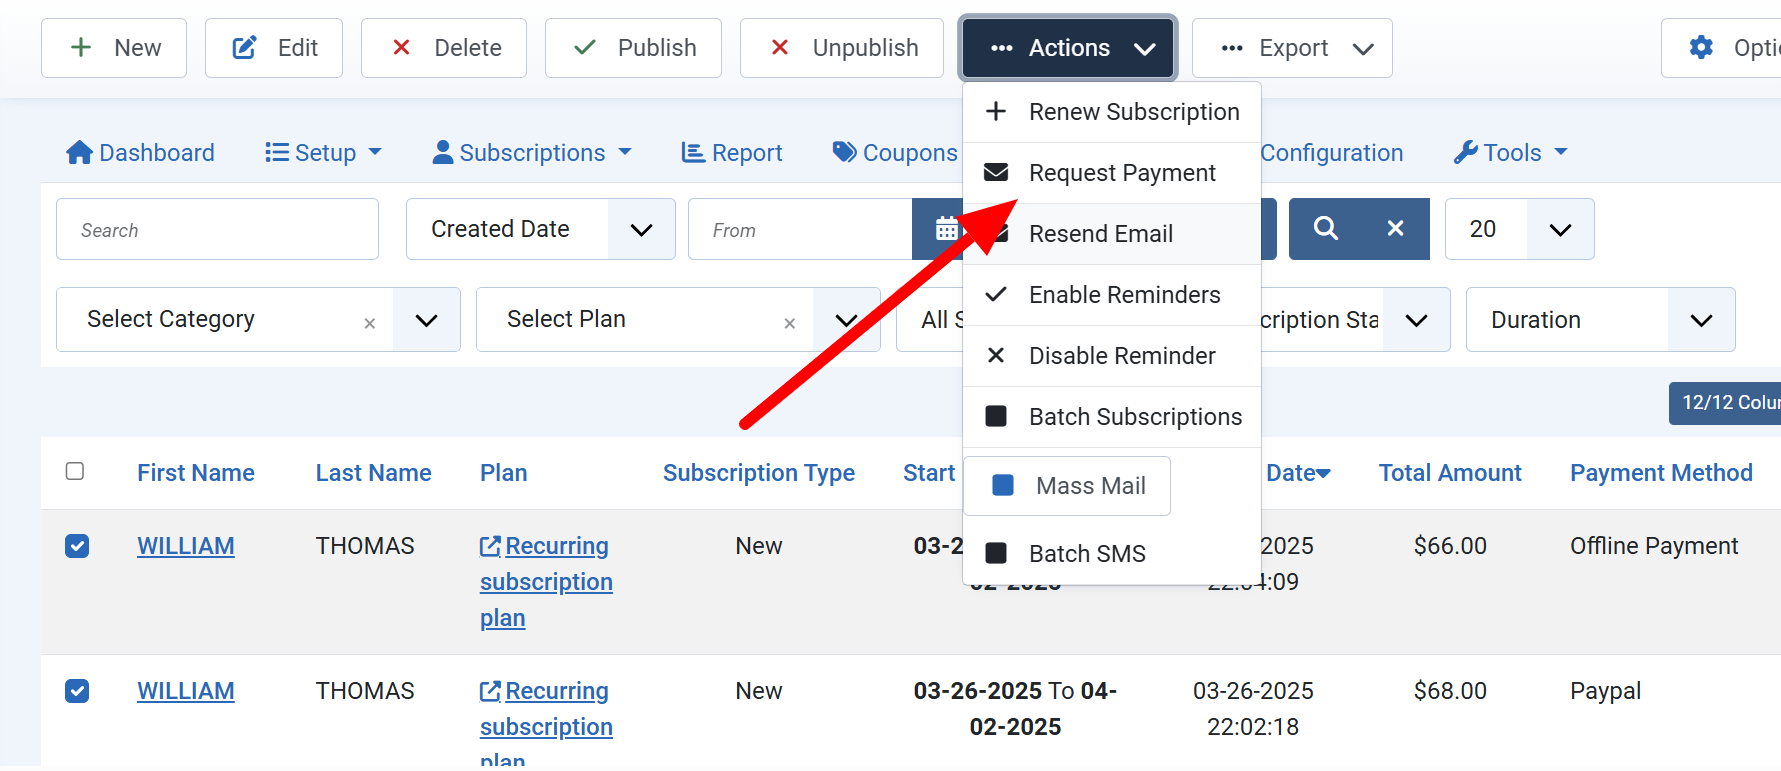 New Edit Delete Publish Unpublish Actions Export
Renew Subscription
Request Payment
Resend Email
Enable Reminders
Disable Reminder
Batch Subscriptions
Mass Mail
Batch SMS
Dashboard Setup Subscriptions Report Coupons Configuration Tools
Search Created Date From 20
Select Category × Select Plan × All Duration
12/12
First Name Last Name Plan Subscription Type Start Date Total Amount Payment Method
WILLIAM THOMAS Recurring New 2025 $66.00 Offline Payment
subscription
plan
WILLIAM THOMAS Recurring New 03-26-2025 To 04- 03-26-2025 $68.00 Paypal
subscription 02-2025 22:02:18
plan